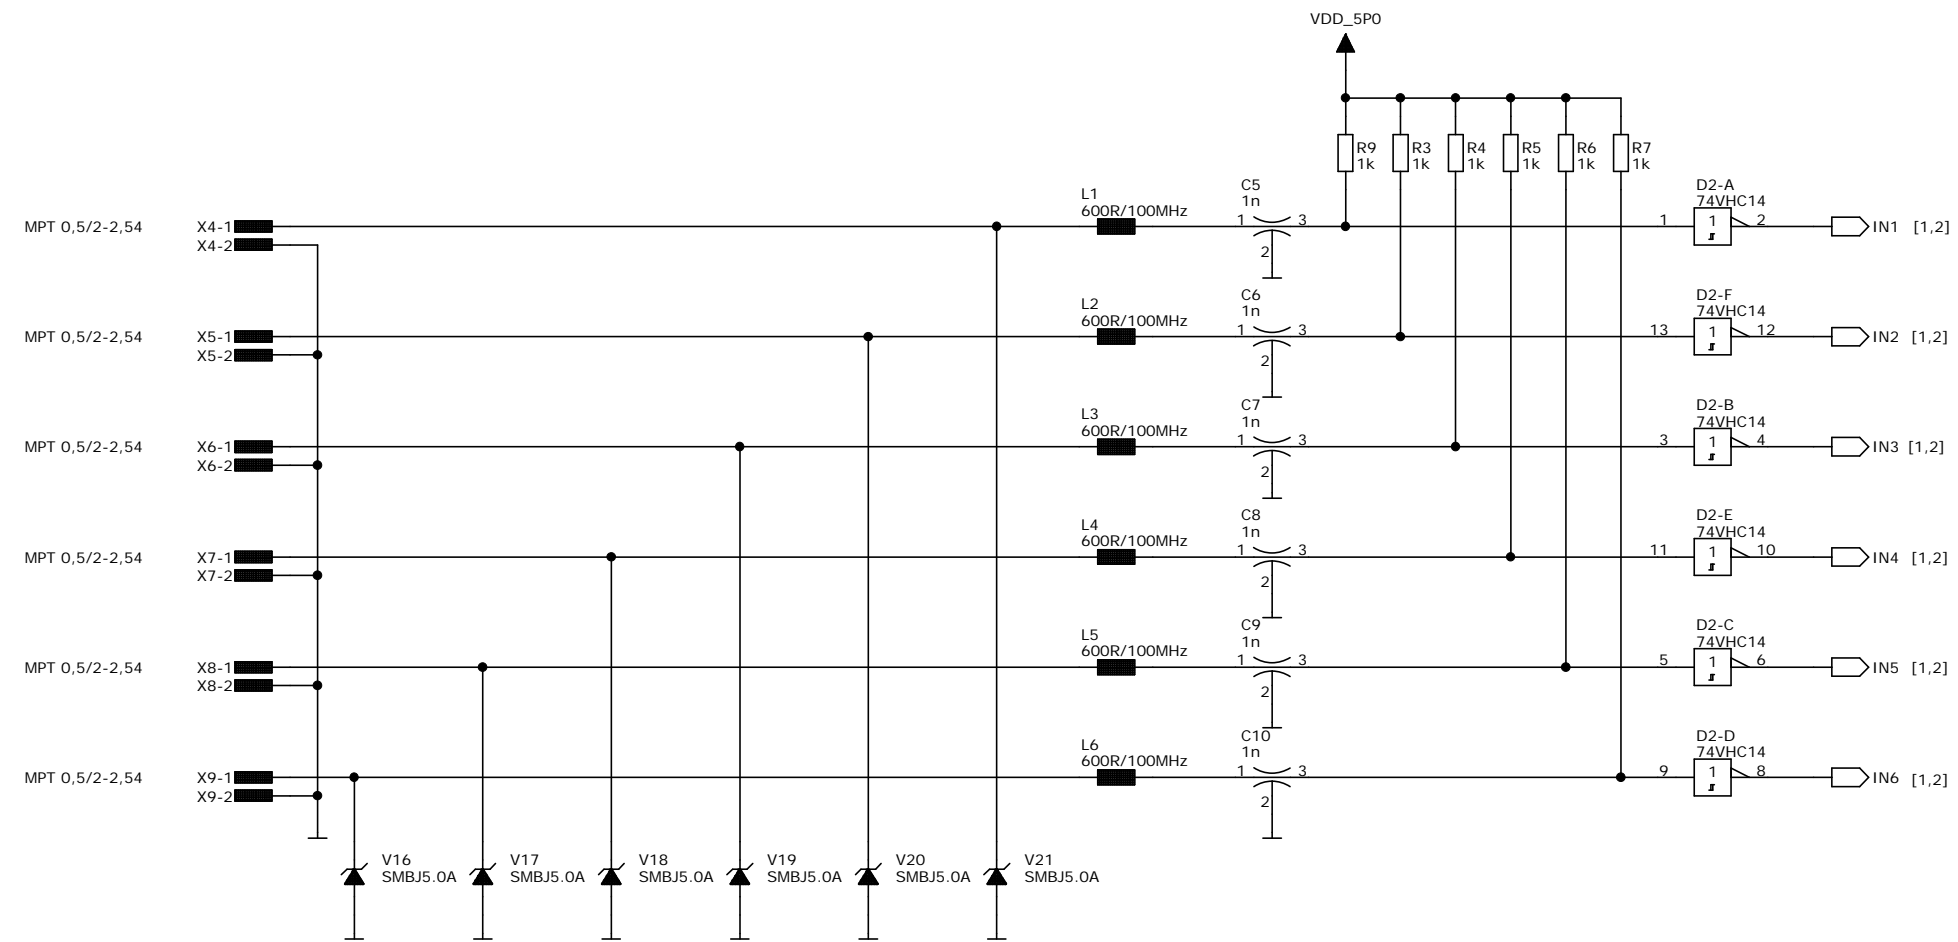 VDD_5P0
R9
1k
R3
1k
R4
1k
R5
1k
R6
1k
R7
1k
MPT 0,5/2-2,54
X4-1
X4-2
L1
600R/100MHz
C5
1n
1
3
2
D2-A
74VHC14
1
1
2
IN1 [1,2]
MPT 0,5/2-2,54
X5-1
X5-2
L2
600R/100MHz
C6
1n
1
3
2
D2-F
74VHC14
13
1
12
IN2 [1,2]
MPT 0,5/2-2,54
X6-1
X6-2
L3
600R/100MHz
C7
1n
1
3
2
D2-B
74VHC14
3
1
4
IN3 [1,2]
MPT 0,5/2-2,54
X7-1
X7-2
L4
600R/100MHz
C8
1n
1
3
2
D2-E
74VHC14
11
1
10
IN4 [1,2]
MPT 0,5/2-2,54
X8-1
X8-2
L5
600R/100MHz
C9
1n
1
3
2
D2-C
74VHC14
5
1
6
IN5 [1,2]
MPT 0,5/2-2,54
X9-1
X9-2
L6
600R/100MHz
C10
1n
1
3
2
D2-D
74VHC14
9
1
8
IN6 [1,2]
V16
SMBJ5.0A
V17
SMBJ5.0A
V18
SMBJ5.0A
V19
SMBJ5.0A
V20
SMBJ5.0A
V21
SMBJ5.0A